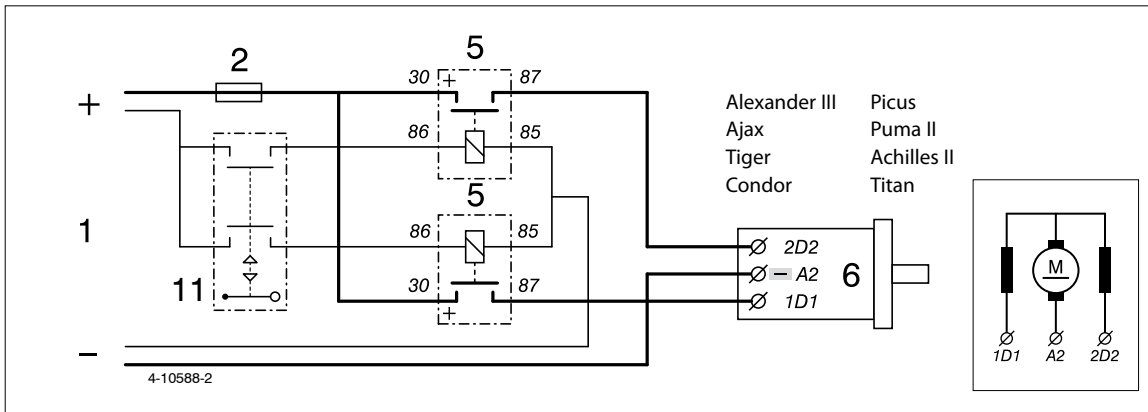 5
2
30 + 87
+
86 85
Alexander III Picus
Ajax Puma II
Tiger Achilles II
Condor Titan
5
1
86 85
11
30 87
+
2D2
– A2
1D1
6
M
1D1 A2 2D2
–
4-10588-2